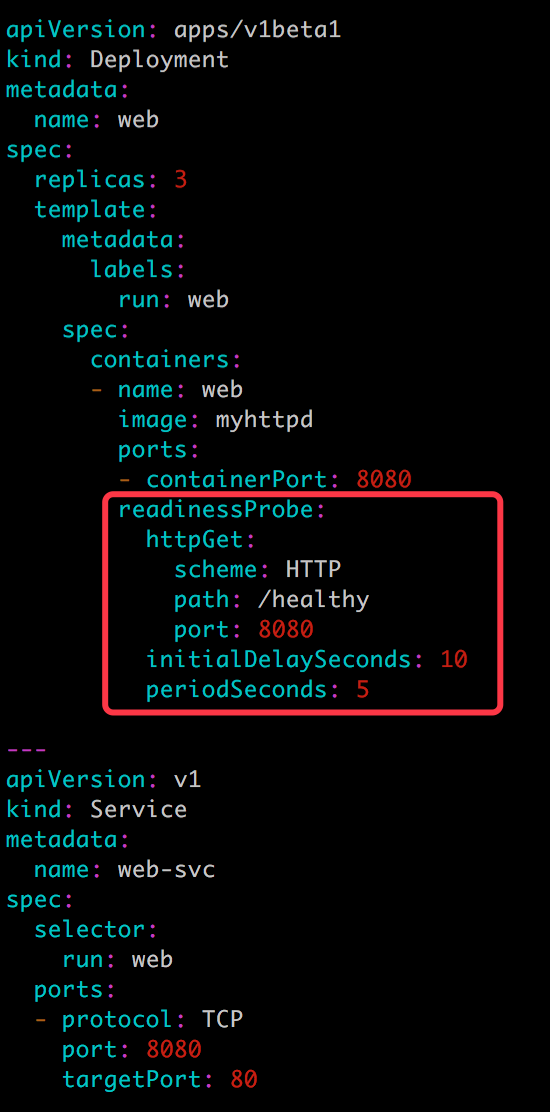 apiVersion: apps/v1beta1
kind: Deployment
metadata:
  name: web
spec:
  replicas: 3
  template:
    metadata:
      labels:
        run: web
    spec:
      containers:
      - name: web
        image: myhttpd
        ports:
        - containerPort: 8080
        readinessProbe:
          httpGet:
            scheme: HTTP
            path: /healthy
            port: 8080
          initialDelaySeconds: 10
          periodSeconds: 5
---
apiVersion: v1
kind: Service
metadata:
  name: web-svc
spec:
  selector:
    run: web
  ports:
  - protocol: TCP
    port: 8080
    targetPort: 80